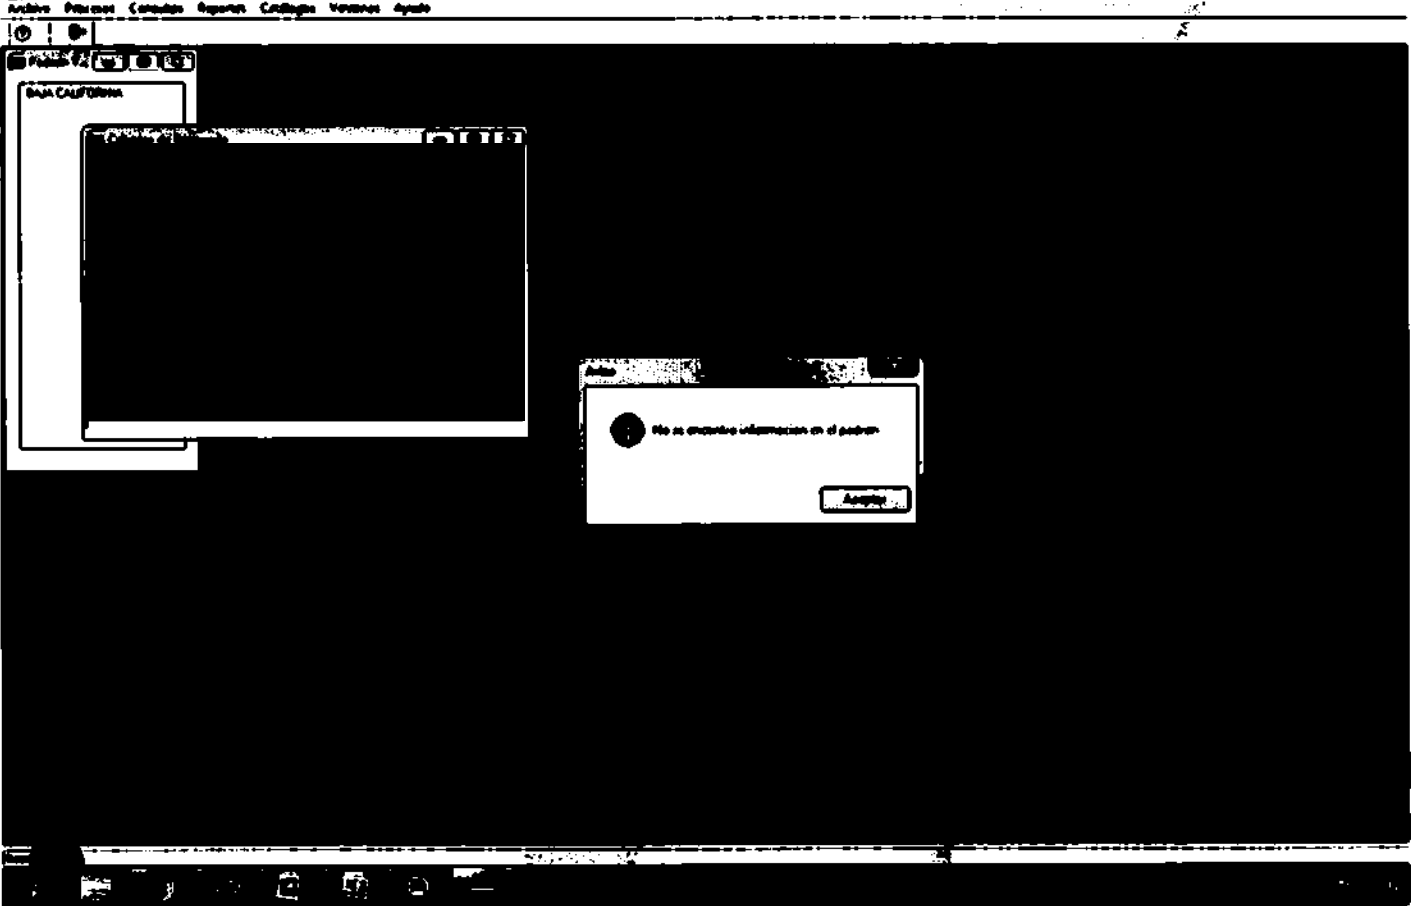 Archivo Procesos Consultas Reportes Catálogos Ventanas Ayuda
BAJA CALIFORNIA
Aviso
No se encontro informacion en el padron
Aceptar